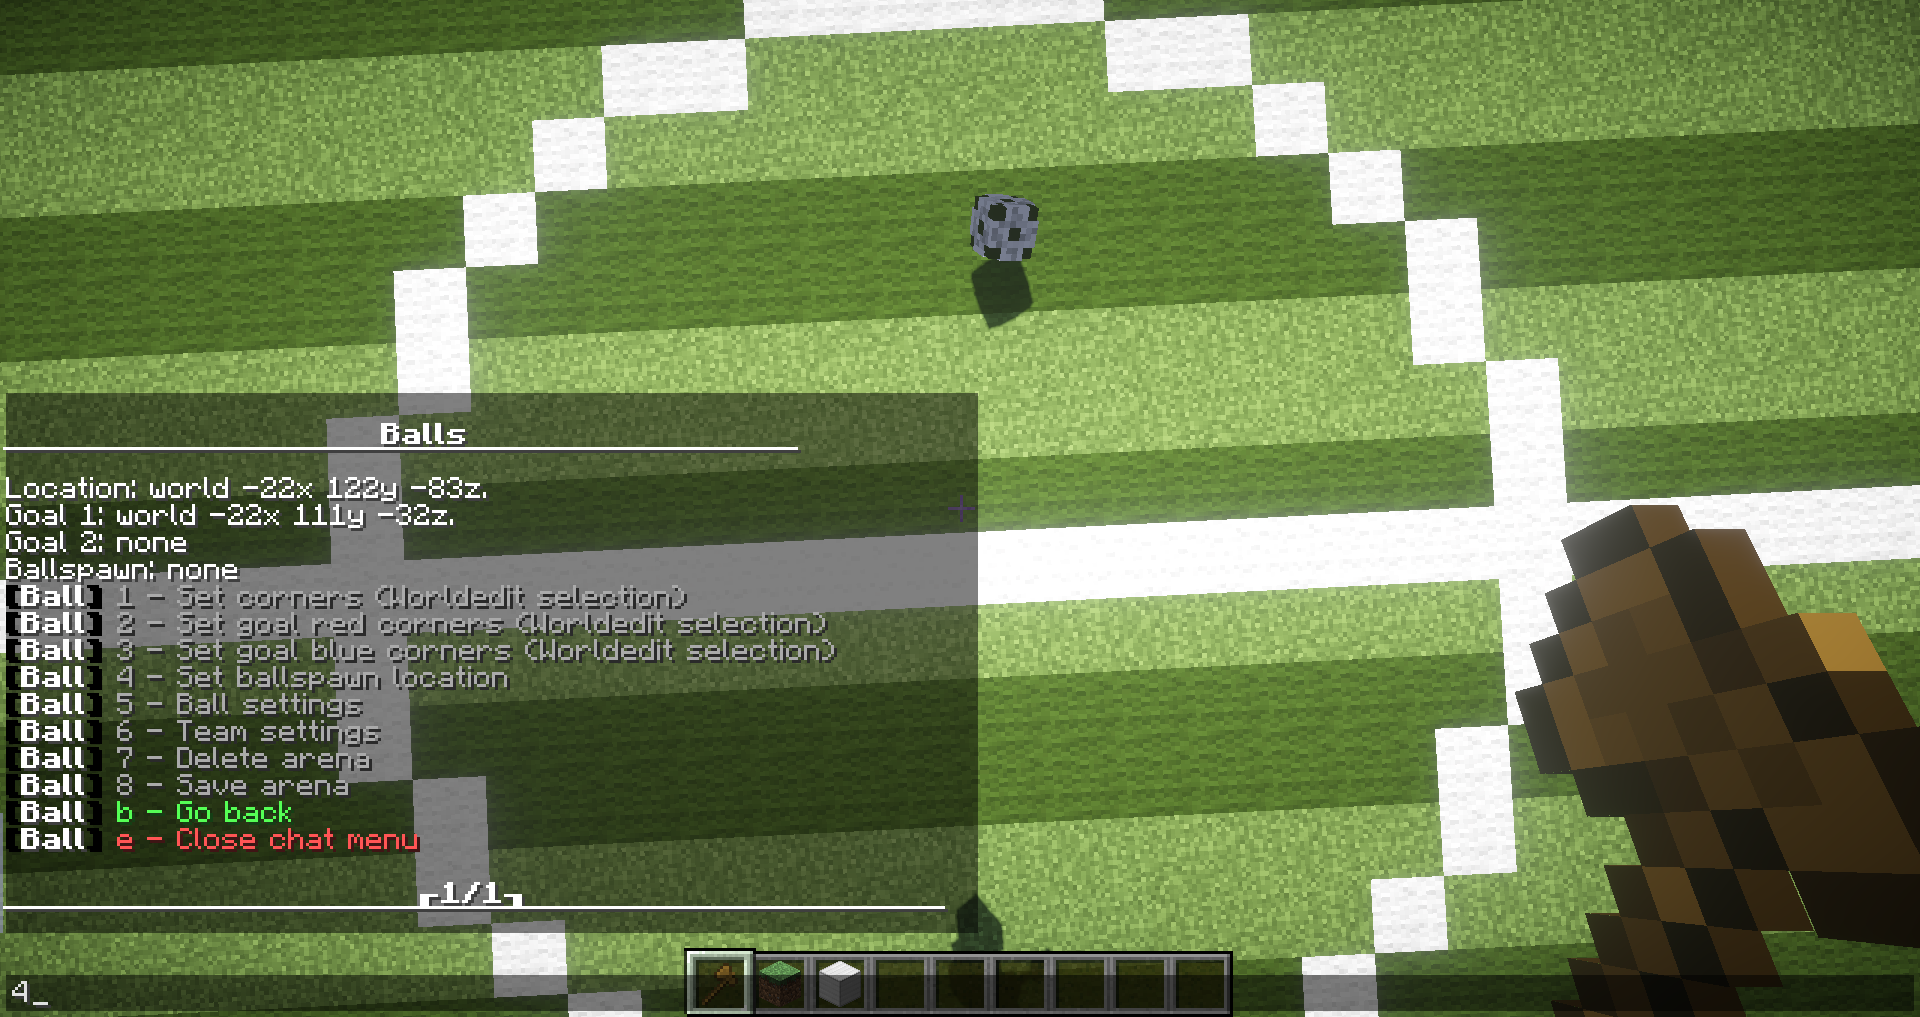 Balls
Location: world -22x 122y -83z.
Goal 1: world -22x 111y -32z.
Goal 2: none
Ballspawn: none
[Ball] 1 - Set corners (Worldedit selection)
[Ball] 2 - Set goal red corners (Worldedit selection)
[Ball] 3 - Set goal blue corners (Worldedit selection)
[Ball] 4 - Set ballspawn location
[Ball] 5 - Ball settings
[Ball] 6 - Team settings
[Ball] 7 - Delete arena
[Ball] 8 - Save arena
[Ball] b - Go back
[Ball] e - Close chat menu
┌1/1┐
4_